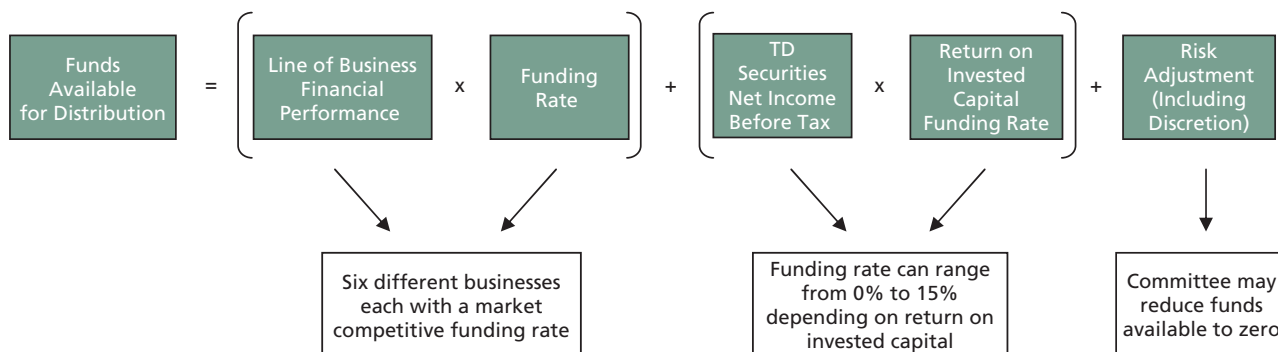 Funds
Available
for Distribution
=
Line of Business
Financial
Performance
x
Funding
Rate
+
TD
Securities
Net Income
Before Tax
x
Return on
Invested
Capital
Funding Rate
+
Risk
Adjustment
(Including
Discretion)
Six different businesses
each with a market
competitive funding rate
Funding rate can range
from 0% to 15%
depending on return on
invested capital
Committee may
reduce funds
available to zero